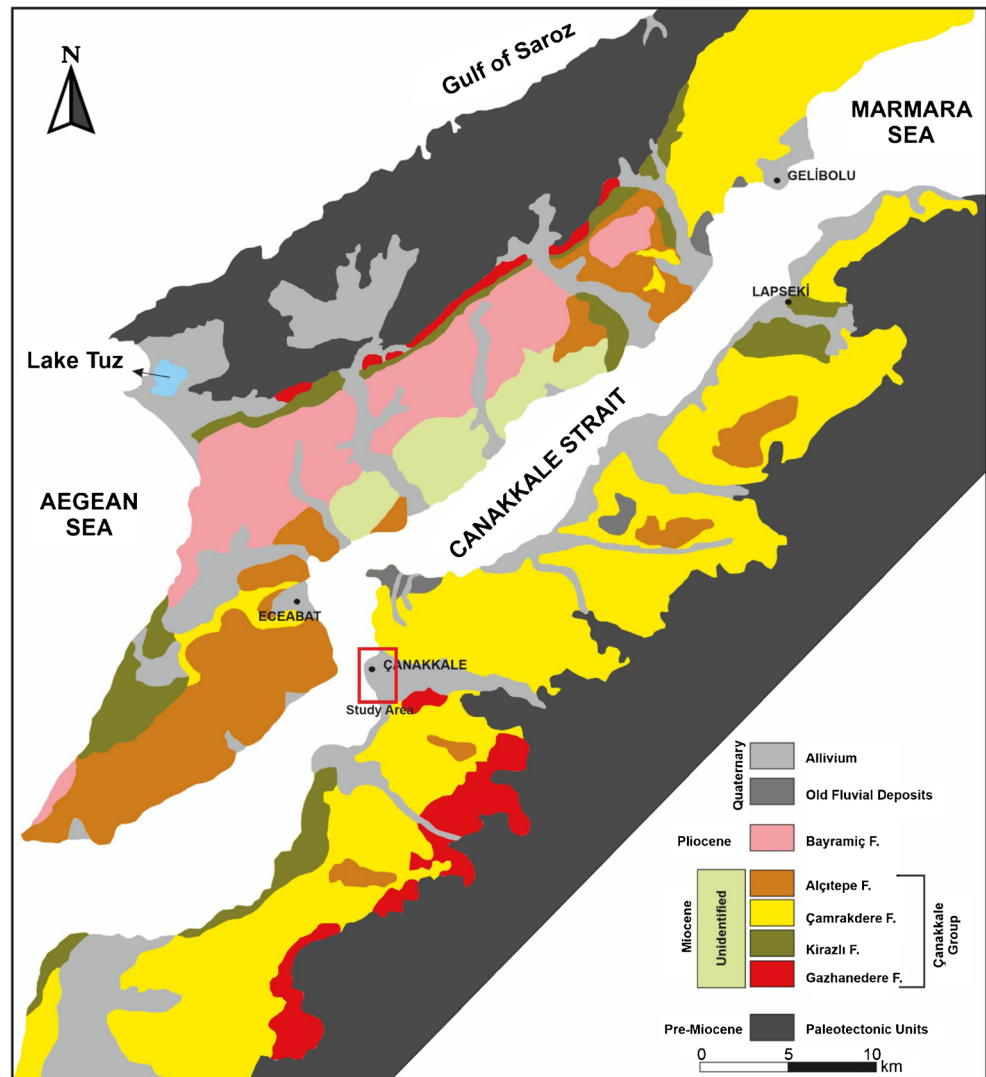 N
Gulf of Saroz
MARMARA
SEA
GELİBOLU
LAPSEKİ
Lake Tuz
CANAKKALE STRAIT
AEGEAN
SEA
ECEABAT
ÇANAKKALE
Study Area
Quaternary
Allivium
Old Fluvial Deposits
Pliocene
Bayramiç F.
Miocene
Unidentified
Alçıtepe F.
Çamrakdere F.
Kirazlı F.
Gazhanedere F.
Çanakkale
Group
Pre-Miocene
Paleotectonic Units
0 5 10
km